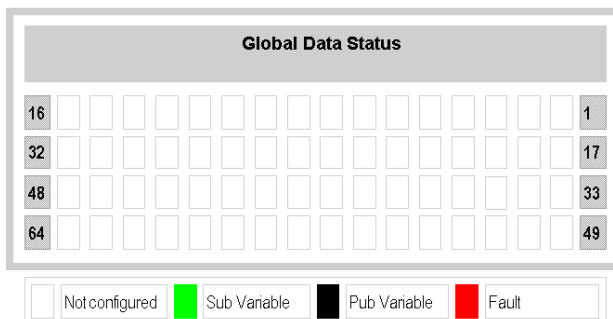 Global Data Status
16 1
32 17
48 33
64 49
Not configured Sub Variable Pub Variable Fault